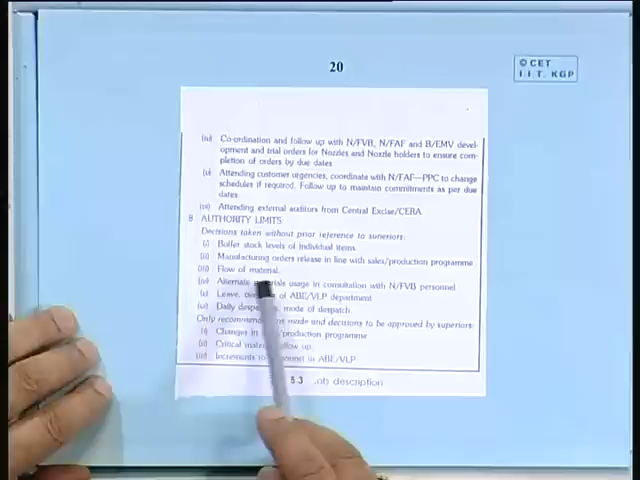 20
© CET
I.I.T. KGP
(iv) Co-ordination and follow up with N/FVB, N/FAF and B/EMV devel-
opment and trial orders for Nozzles and Nozzle holders to ensure com-
pletion of orders by due dates.
(v) Attending customer urgencies, coordinate with N/FAF—PPC to change
schedules if required. Follow up to maintain commitments as per due
dates.
(vi) Attending external auditors from Central Excise/CERA
8 AUTHORITY LIMITS
Decisions taken without prior reference to superiors:
(i) Buffer stock levels of individual items
(ii) Manufacturing orders release in line with sales/production programme
(iii) Flow of material.
(iv) Alternate materials usage in consultation with N/FVB personnel
(v) Leave, of ABE/VLP department
(vi) Daily mode of despatch.
Only made and decisions to be approved by superiors:
(i) Changes in /production programme
(ii) Critical up.
(iii) Increments to in ABE/VLP
5.3 Job description